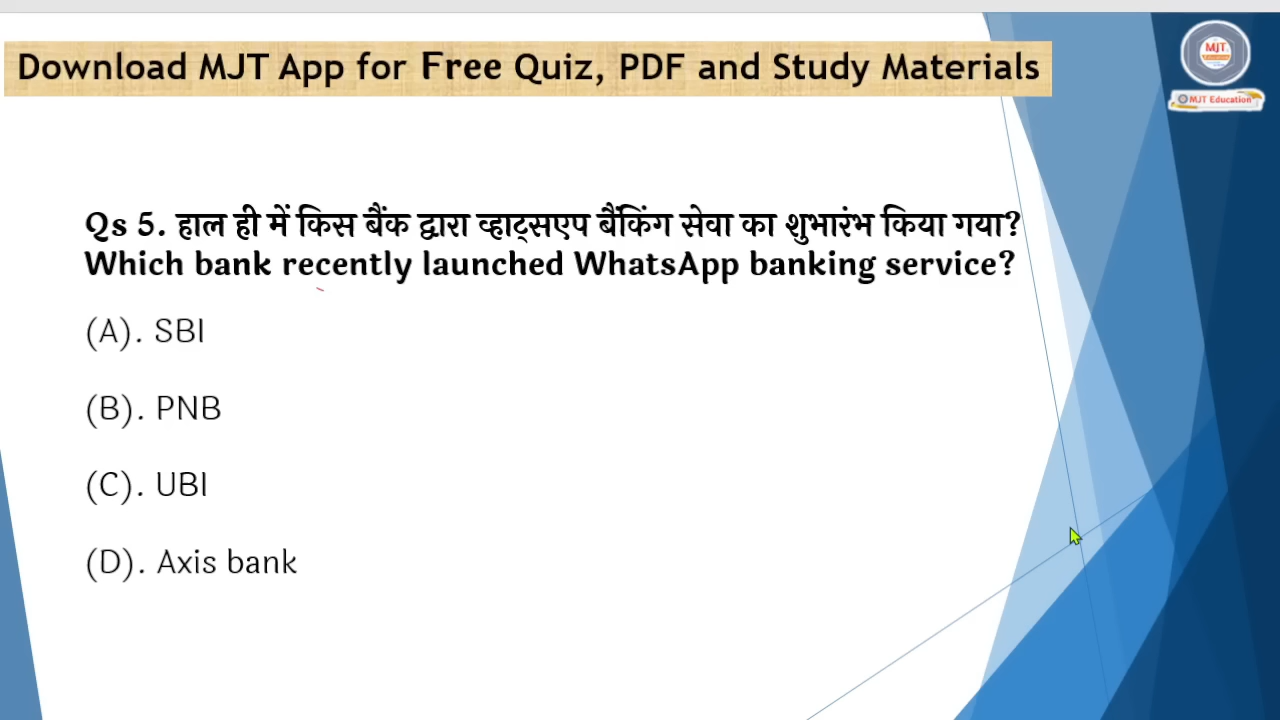 Download MJT App for Free Quiz, PDF and Study Materials
MJT
MJT Education
Qs 5. हाल ही में किस बैंक द्वारा व्हाट्सएप बैंकिंग सेवा का शुभारंभ किया गया?
Which bank recently launched WhatsApp banking service?
(A). SBI
(B). PNB
(C). UBI
(D). Axis bank